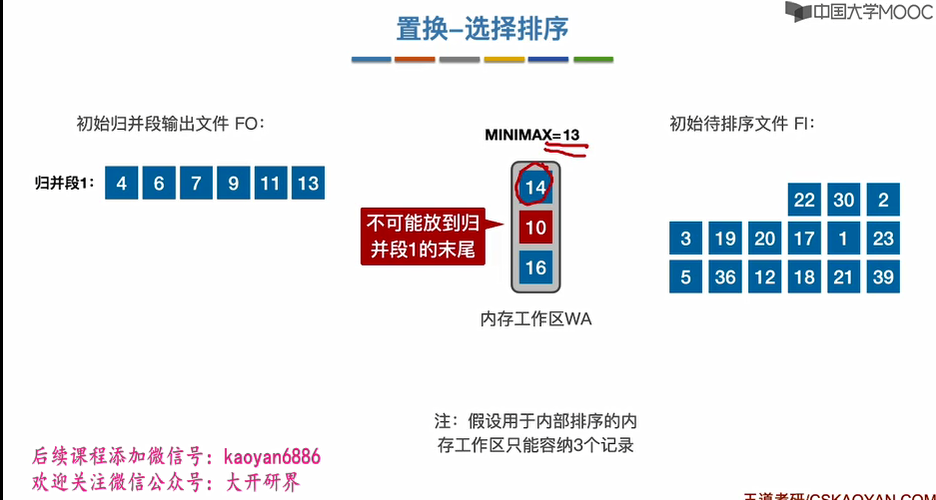 中国大学MOOC
置换-选择排序
初始归并段输出文件 FO：
MINIMAX=13
初始待排序文件 FI：
归并段1：
4 6 7 9 11 13
14
10
16
不可能放到归
并段1的末尾
22 30 2
3 19 20 17 1 23
5 36 12 18 21 39
内存工作区WA
注：假设用于内部排序的内
存工作区只能容纳3个记录
后续课程添加微信号：kaoyan6886
欢迎关注微信公众号：大开研界
王道考研/CSKAOYAN.COM